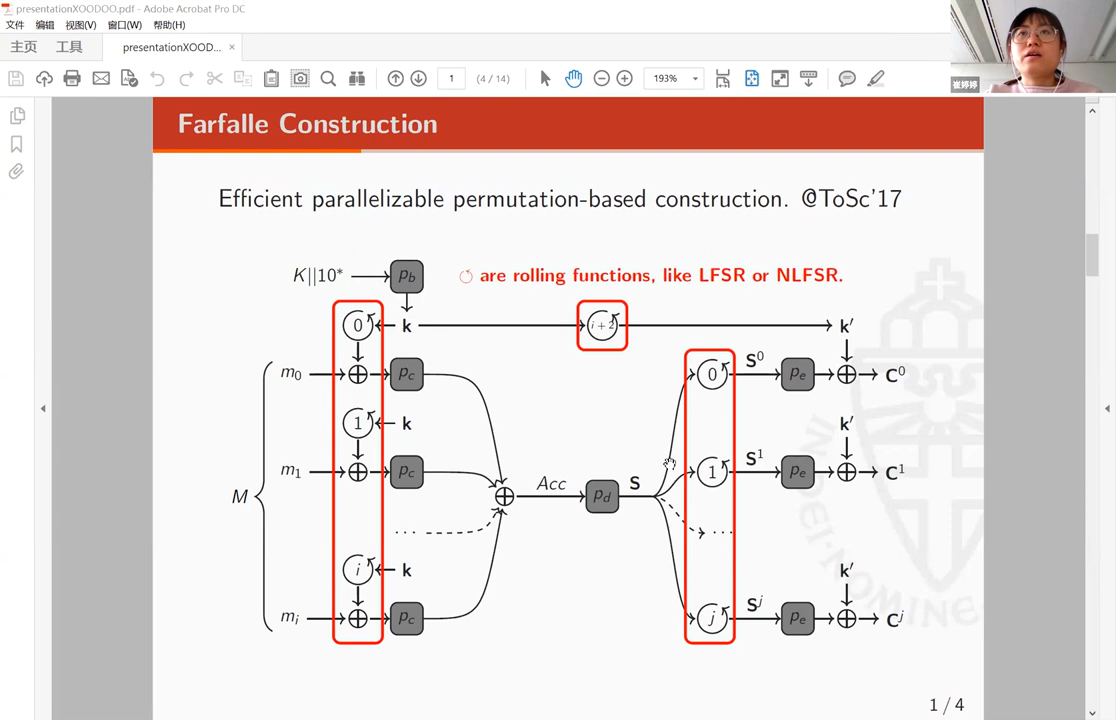 presentationXOODOO.pdf - Adobe Acrobat Pro DC
文件 编辑 视图(V) 窗口(W) 帮助(H)
主页 工具 presentationXOOD... ×
1 (4 / 14) 193%
崔婷婷
Farfalle Construction
Efficient parallelizable permutation-based construction. @ToSc'17
K||10* p_b are rolling functions, like LFSR or NLFSR.
0 k i + 2 k′
m_0 p_c 0 S^0 p_e C^0
1 k k′
m_1 p_c 1 S^1 p_e C^1
M Acc p_d S
··· ···
i k k′
m_i p_c j S^j p_e C^j
1 / 4